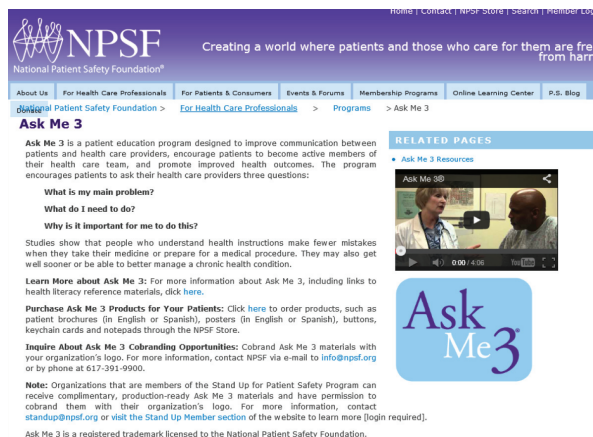 Home | Contact | NPSF Store | Search | Member Log
NPSF
National Patient Safety Foundation®
Creating a world where patients and those who care for them are free
from harm
About Us For Health Care Professionals For Patients & Consumers Events & Forums Membership Programs Online Learning Center P.S. Blog
Donate
National Patient Safety Foundation > For Health Care Professionals > Programs > Ask Me 3
Ask Me 3
Ask Me 3 is a patient education program designed to improve communication between
patients and health care providers, encourage patients to become active members of
their health care team, and promote improved health outcomes. The program
encourages patients to ask their health care providers three questions:
What is my main problem?
What do I need to do?
Why is it important for me to do this?
Studies show that people who understand health instructions make fewer mistakes
when they take their medicine or prepare for a medical procedure. They may also get
well sooner or be able to better manage a chronic health condition.
Learn More about Ask Me 3: For more information about Ask Me 3, including links to
health literacy reference materials, click here.
Purchase Ask Me 3 Products for Your Patients: Click here to order products, such as
patient brochures (in English or Spanish), posters (in English or Spanish), buttons,
keychain cards and notepads through the NPSF Store.
Inquire About Ask Me 3 Cobranding Opportunities: Cobrand Ask Me 3 materials with
your organization's logo. For more information, contact NPSF via e-mail to info@npsf.org
or by phone at 617-391-9900.
Note: Organizations that are members of the Stand Up for Patient Safety Program can
receive complimentary, production-ready Ask Me 3 materials and have permission to
cobrand them with their organization's logo. For more information, contact
standup@npsf.org or visit the Stand Up Member section of the website to learn more [login required].
Ask Me 3 is a registered trademark licensed to the National Patient Safety Foundation.
RELATED PAGES
Ask Me 3 Resources
Ask Me 3®
0:00 / 4:06 YouTube
Ask
Me 3